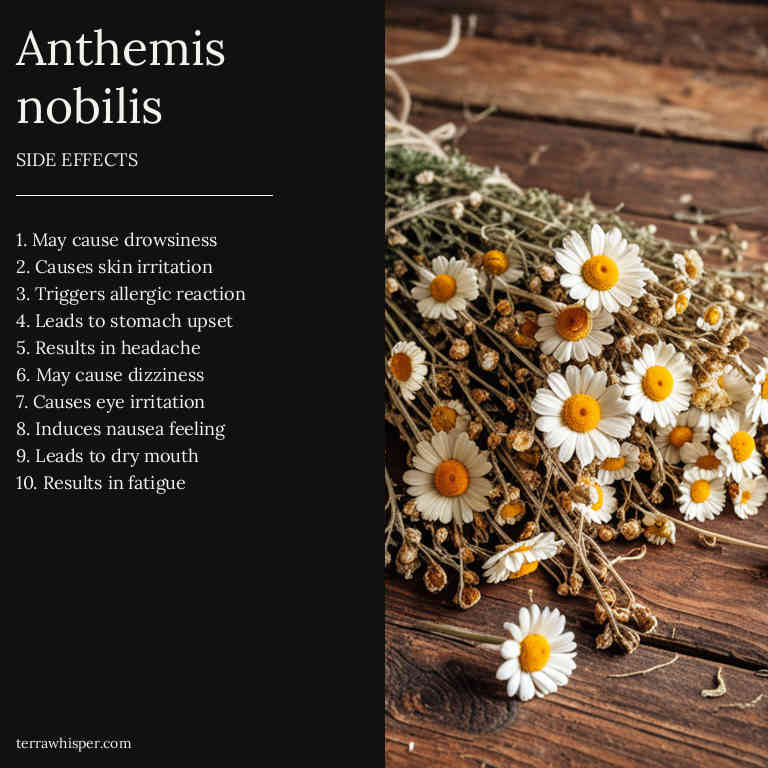 Anthemis
nobilis
SIDE EFFECTS
1. May cause drowsiness
2. Causes skin irritation
3. Triggers allergic reaction
4. Leads to stomach upset
5. Results in headache
6. May cause dizziness
7. Causes eye irritation
8. Induces nausea feeling
9. Leads to dry mouth
10. Results in fatigue
terrawhisper.com